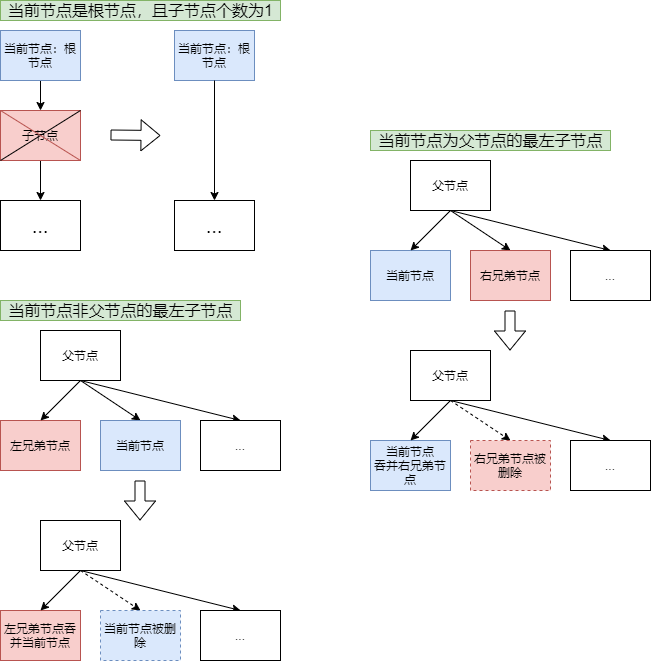 当前节点是根节点，且子节点个数为1
当前节点：根
节点
当前节点：根
节点
子节点
...
...
当前节点为父节点的最左子节点
父节点
当前节点
右兄弟节点
...
父节点
当前节点
吞并右兄弟节
点
右兄弟节点被
删除
...
当前节点非父节点的最左子节点
父节点
左兄弟节点
当前节点
...
父节点
左兄弟节点吞
并当前节点
当前节点被删
除
...